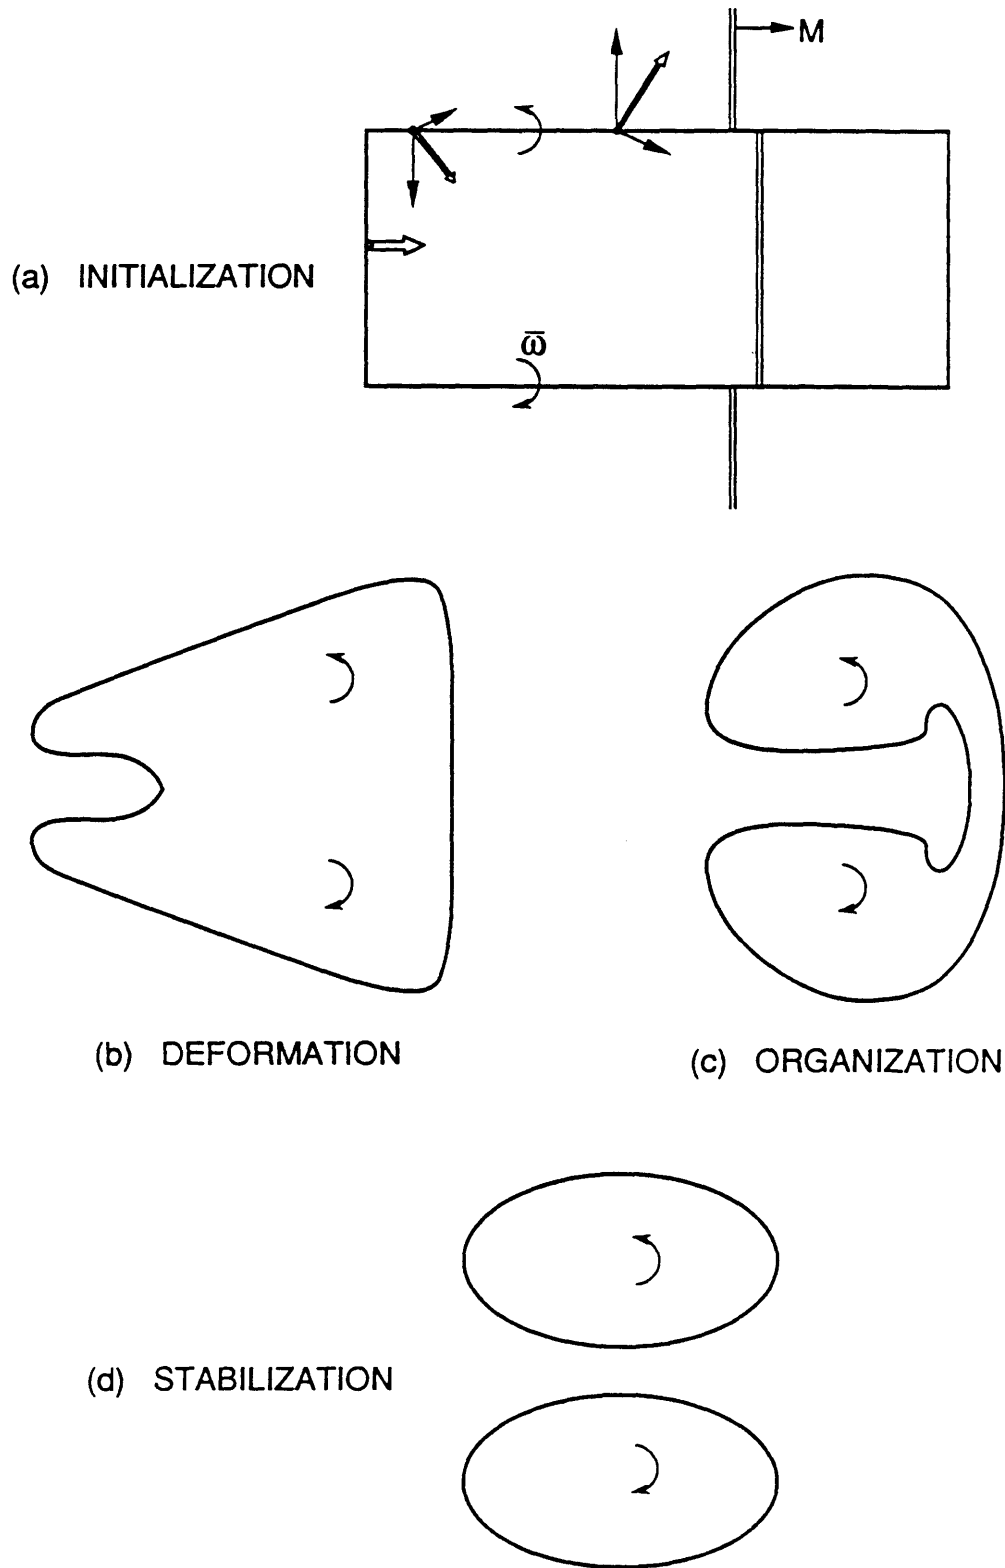 M
(a) INITIALIZATION
ω̅
(b) DEFORMATION
(c) ORGANIZATION
(d) STABILIZATION